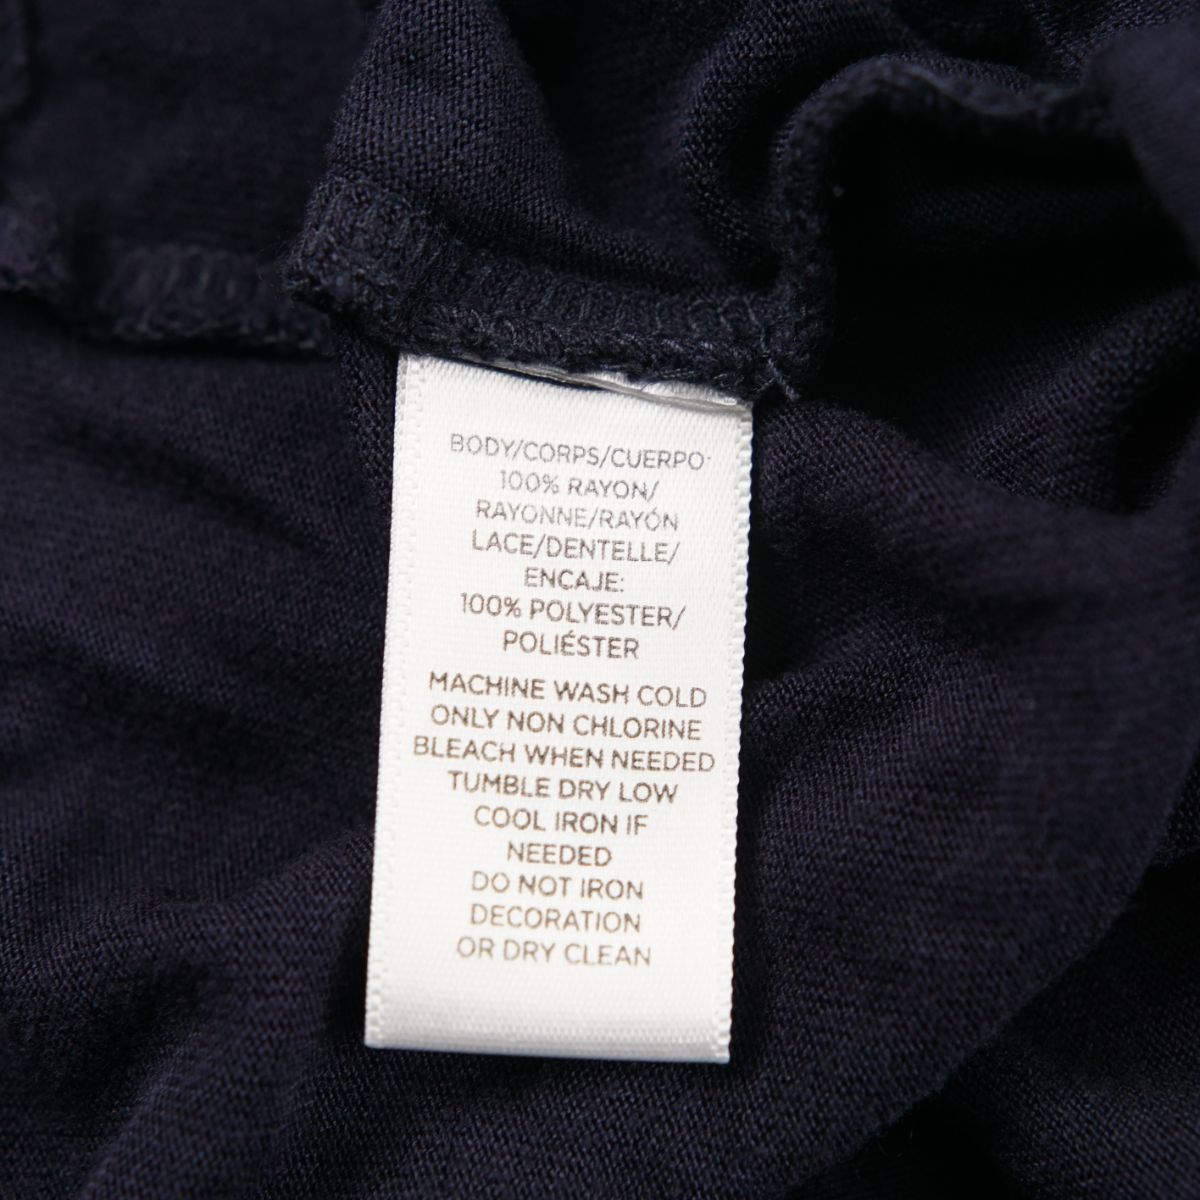 BODY/CORPS/CUERPO:
100% RAYON/
RAYONNE/RAYÓN
LACE/DENTELLE/
ENCAJE:
100% POLYESTER/
POLIÉSTER
MACHINE WASH COLD
ONLY NON CHLORINE
BLEACH WHEN NEEDED
TUMBLE DRY LOW
COOL IRON IF
NEEDED
DO NOT IRON
DECORATION
OR DRY CLEAN